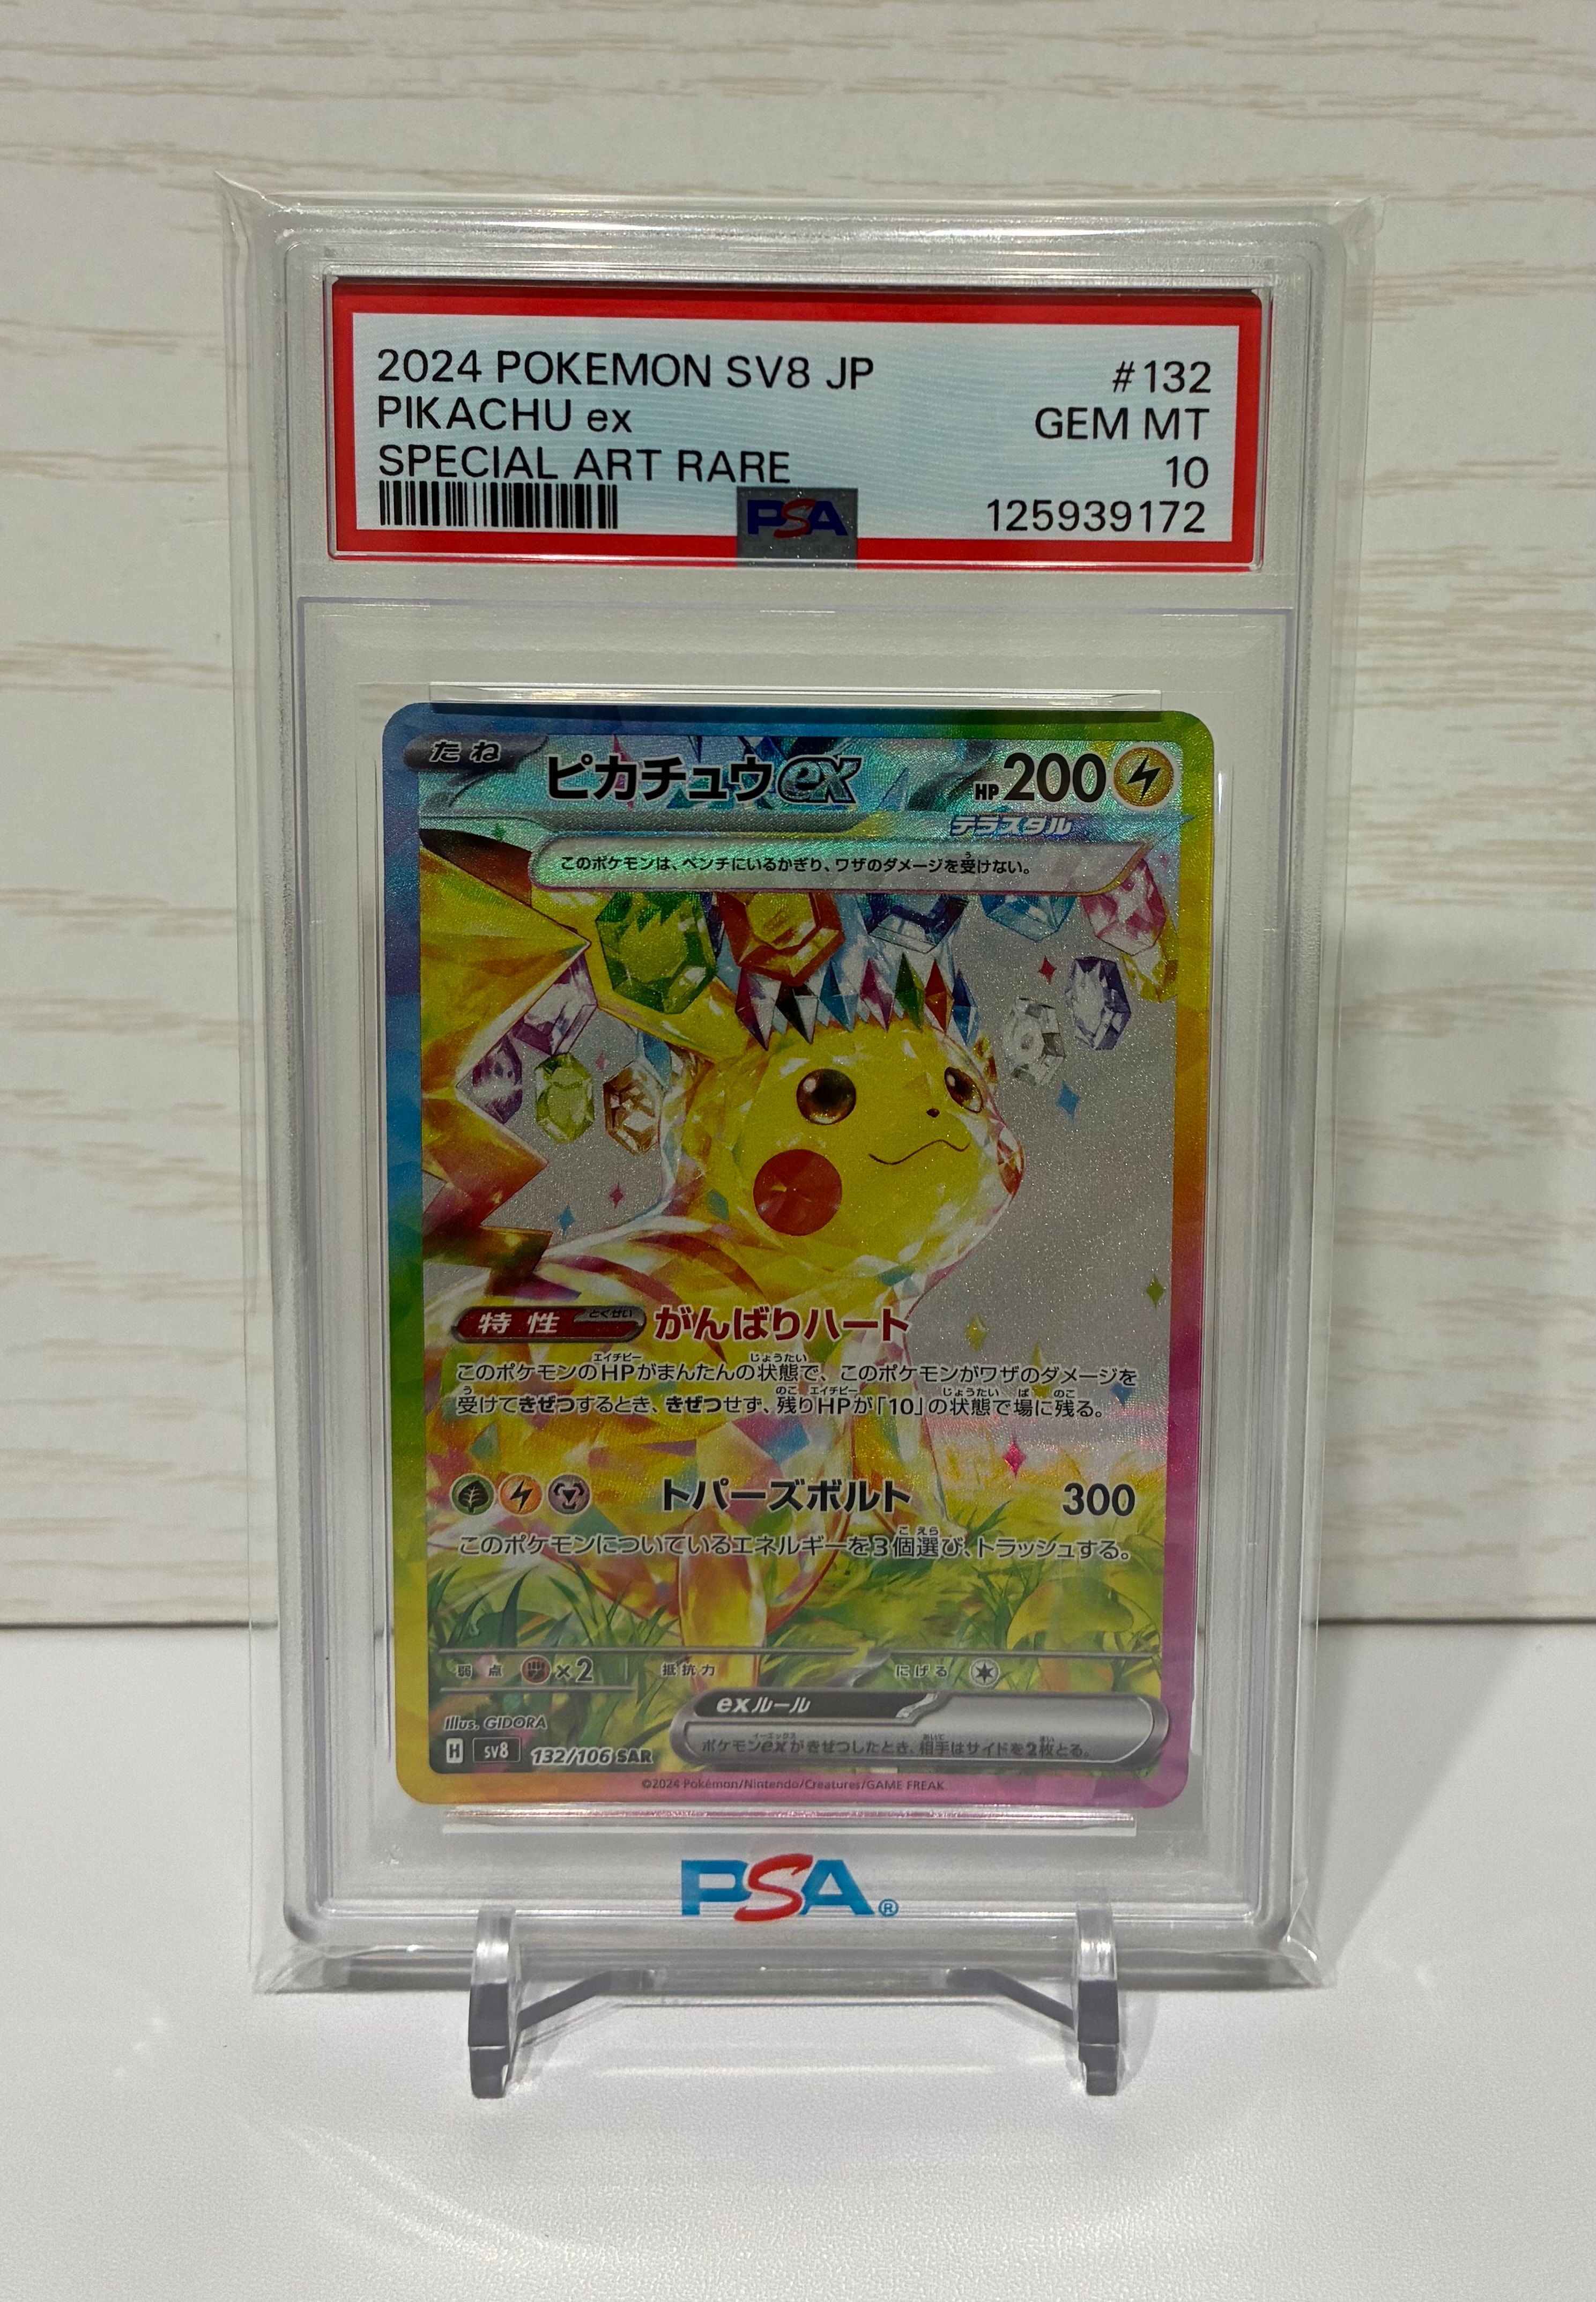 2024 POKEMON SV8 JP #132
PIKACHU ex GEM MT
SPECIAL ART RARE 10
PSA 125939172
たね ピカチュウex HP 200
テラスタル
このポケモンは、ベンチにいるかぎり、ワザのダメージを受けない。
特性 とくせい がんばりハート
このポケモンのHPがまんたんの状態で、このポケモンがワザのダメージを
受けてきぜつするとき、きぜつせず、残りHPが「10」の状態で場に残る。
トパーズボルト 300
このポケモンについているエネルギーを3個選び、トラッシュする。
弱点 ×2 抵抗力 にげる
exルール
ポケモンexがきぜつしたとき、相手はサイドを2枚とる。
Illus. GIDORA
H SV8 132/106 SAR
©2024 Pokémon/Nintendo/Creatures/GAME FREAK
PSA®